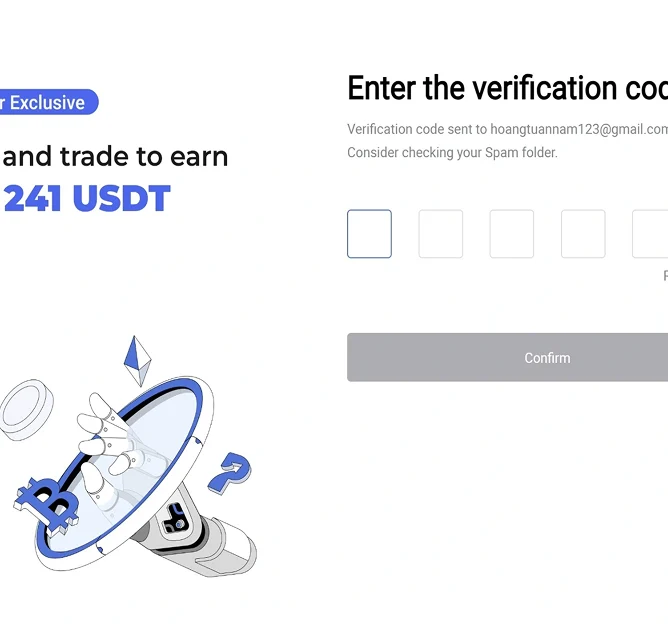 r Exclusive
and trade to earn
241 USDT
Enter the verification cod
Verification code sent to hoangtuannam123@gmail.com
Consider checking your Spam folder.
Confirm